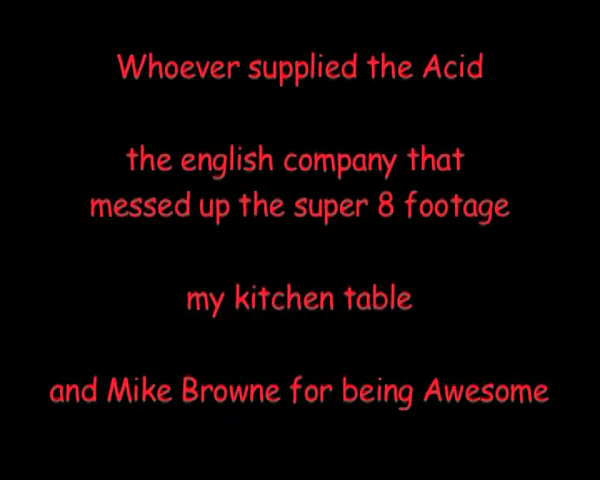 Whoever supplied the Acid
the english company that
messed up the super 8 footage
my kitchen table
and Mike Browne for being Awesome